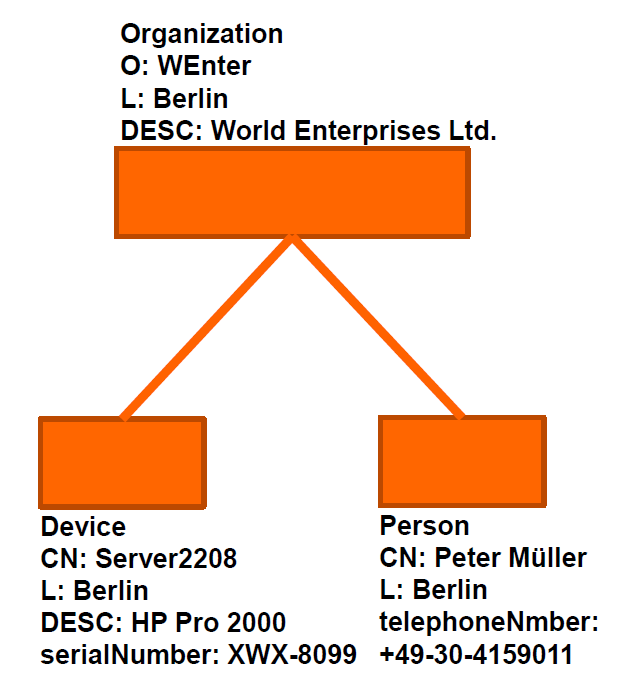 Organization
O: WEnter
L: Berlin
DESC: World Enterprises Ltd.
Device
CN: Server2208
L: Berlin
DESC: HP Pro 2000
serialNumber: XWX-8099
Person
CN: Peter Müller
L: Berlin
telephoneNmber:
+49-30-4159011